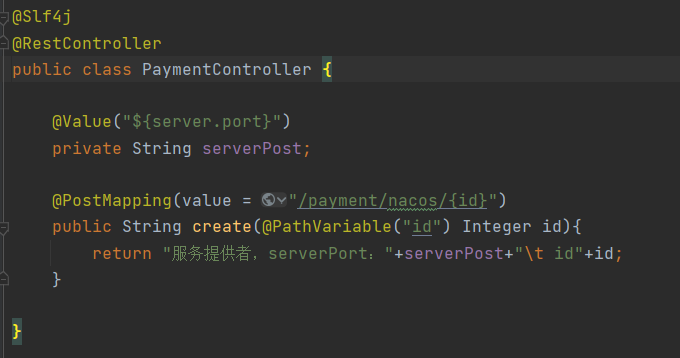 @Slf4j
@RestController
public class PaymentController {
@Value("${server.port}")
private String serverPost;
@PostMapping(value = "/payment/nacos/{id}")
public String create(@PathVariable("id") Integer id){
return "服务提供者，serverPort："+serverPost+"\t id"+id;
}
}